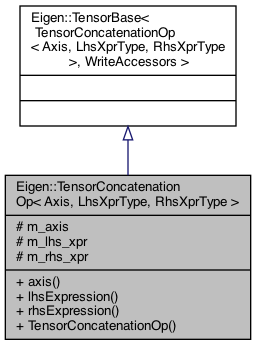 Eigen::TensorBase<
TensorConcatenationOp
< Axis, LhsXprType, RhsXprType
>, WriteAccessors >
Eigen::TensorConcatenation
Op< Axis, LhsXprType, RhsXprType >
# m_axis
# m_lhs_xpr
# m_rhs_xpr
+ axis()
+ lhsExpression()
+ rhsExpression()
+ TensorConcatenationOp()